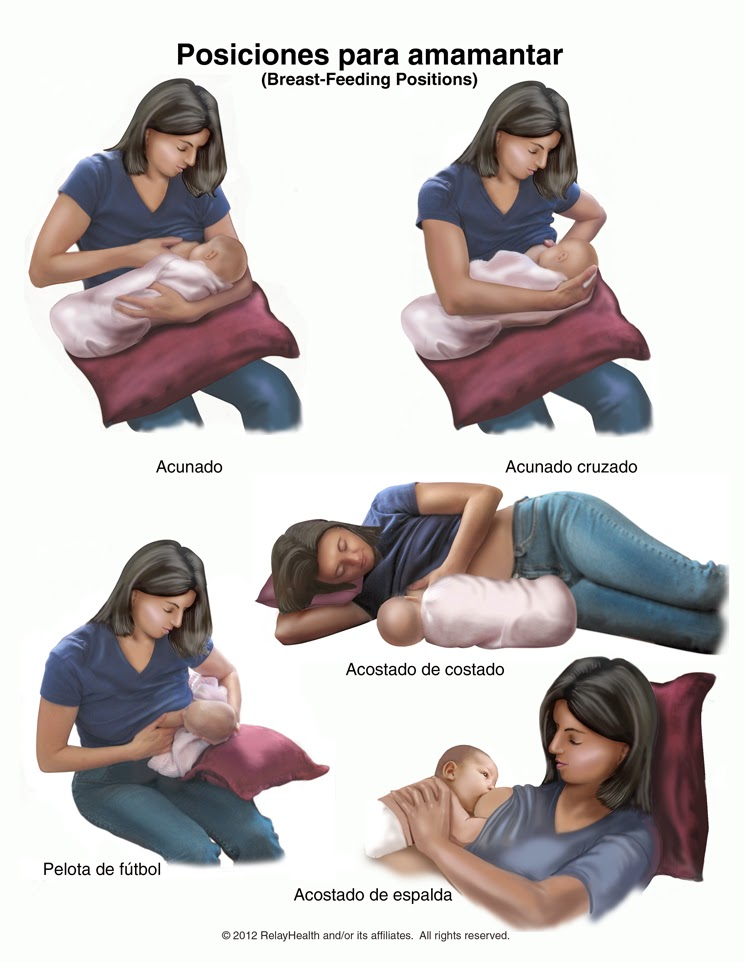 Posiciones para amamantar
(Breast-Feeding Positions)
Acunado
Acunado cruzado
Acostado de costado
Pelota de fútbol
Acostado de espalda
© 2012 RelayHealth and/or its affiliates. All rights reserved.